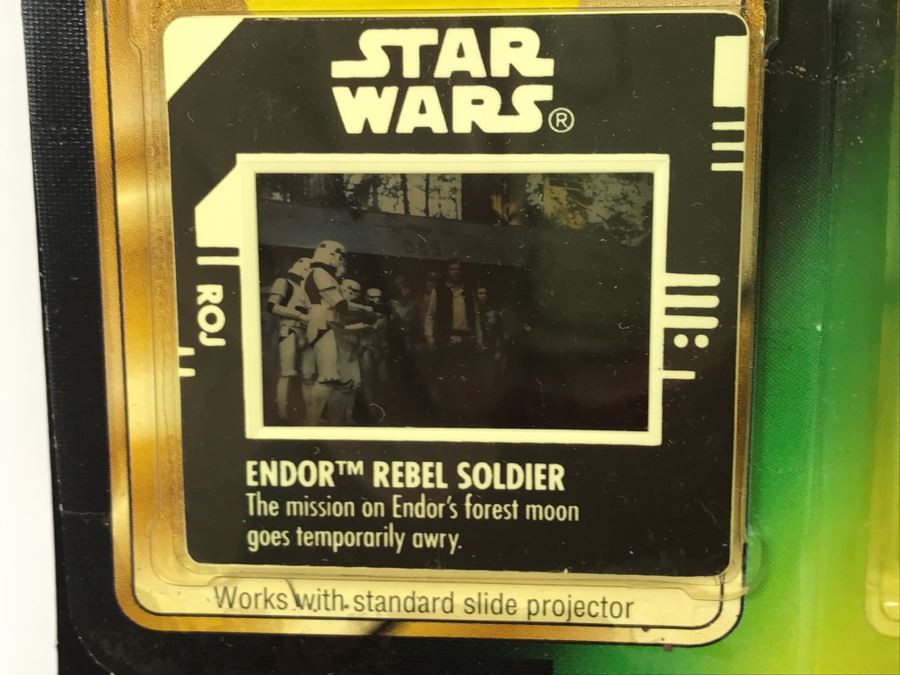 STAR
WARS®
ROJ
ENDOR™ REBEL SOLDIER
The mission on Endor's forest moon
goes temporarily awry.
Works with standard slide projector